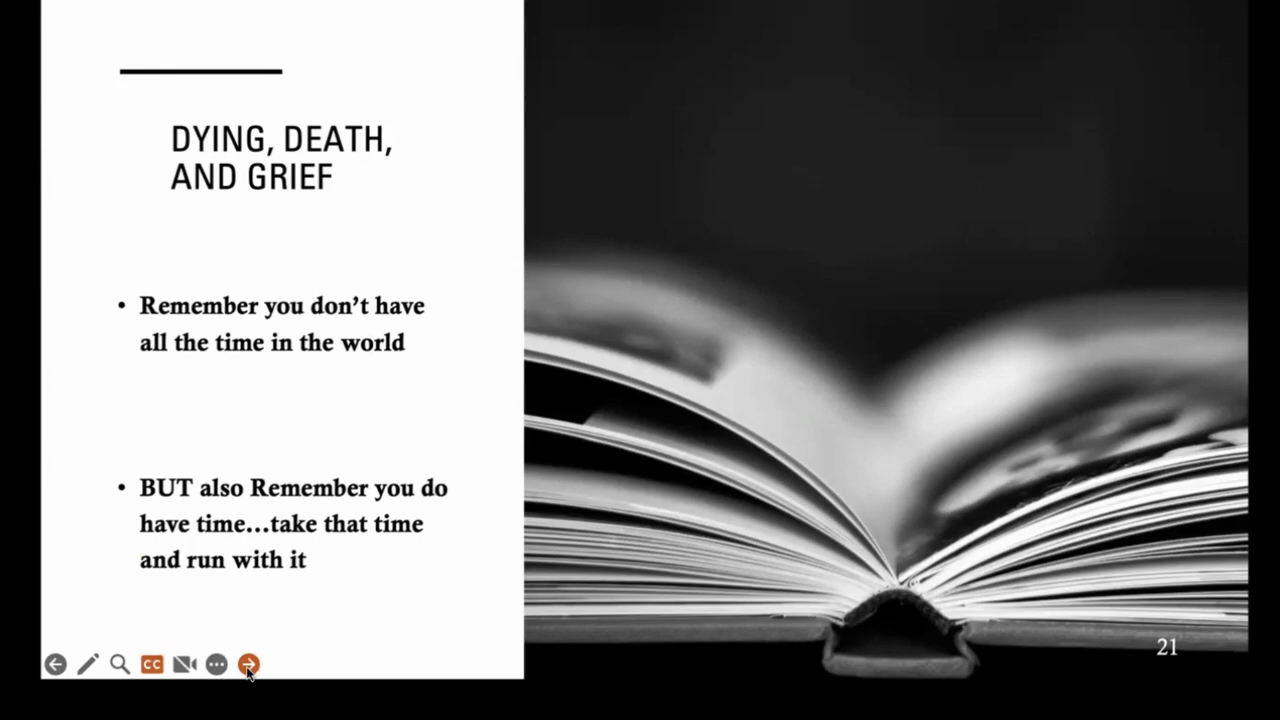 DYING, DEATH,
AND GRIEF
• Remember you don’t have
all the time in the world
• BUT also Remember you do
have time...take that time
and run with it
CC
21